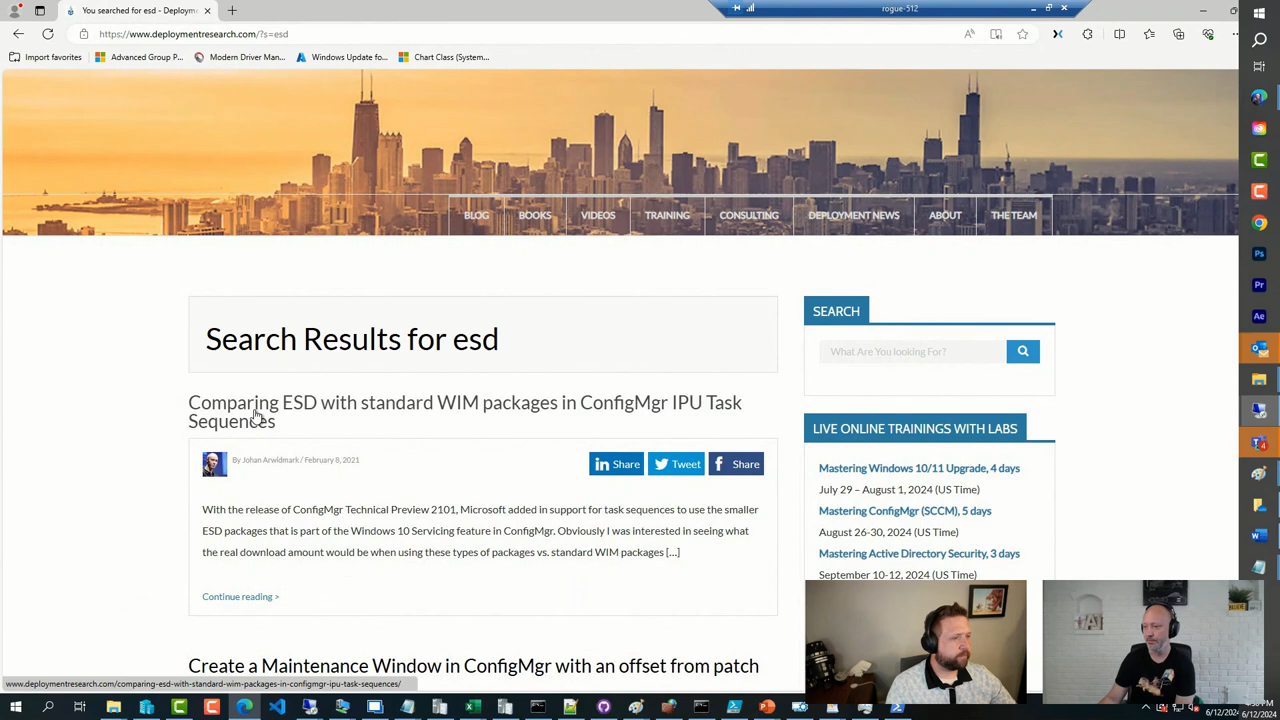 You searched for esd - Deploym...
rogue-512
https://www.deploymentresearch.com/?s=esd
Import favorites
Advanced Group P...
Modern Driver Man...
Windows Update fo...
Chart Class (System...
BLOG
BOOKS
VIDEOS
TRAINING
CONSULTING
DEPLOYMENT NEWS
ABOUT
THE TEAM
Search Results for esd
SEARCH
What Are You looking For?
Comparing ESD with standard WIM packages in ConfigMgr IPU Task
Sequences
By Johan Arwidmark / February 8, 2021
Share
Tweet
Share
With the release of ConfigMgr Technical Preview 2101, Microsoft added in support for task sequences to use the smaller
ESD packages that is part of the Windows 10 Servicing feature in ConfigMgr. Obviously I was interested in seeing what
the real download amount would be when using these types of packages vs. standard WIM packages [...]
Continue reading >
LIVE ONLINE TRAININGS WITH LABS
Mastering Windows 10/11 Upgrade, 4 days
July 29 – August 1, 2024 (US Time)
Mastering ConfigMgr (SCCM), 5 days
August 26-30, 2024 (US Time)
Mastering Active Directory Security, 3 days
September 10-12, 2024 (US Time)
Create a Maintenance Window in ConfigMgr with an offset from patch
www.deploymentresearch.com/comparing-esd-with-standard-wim-packages-in-configmgr-ipu-task-sequences/
6/12/2024